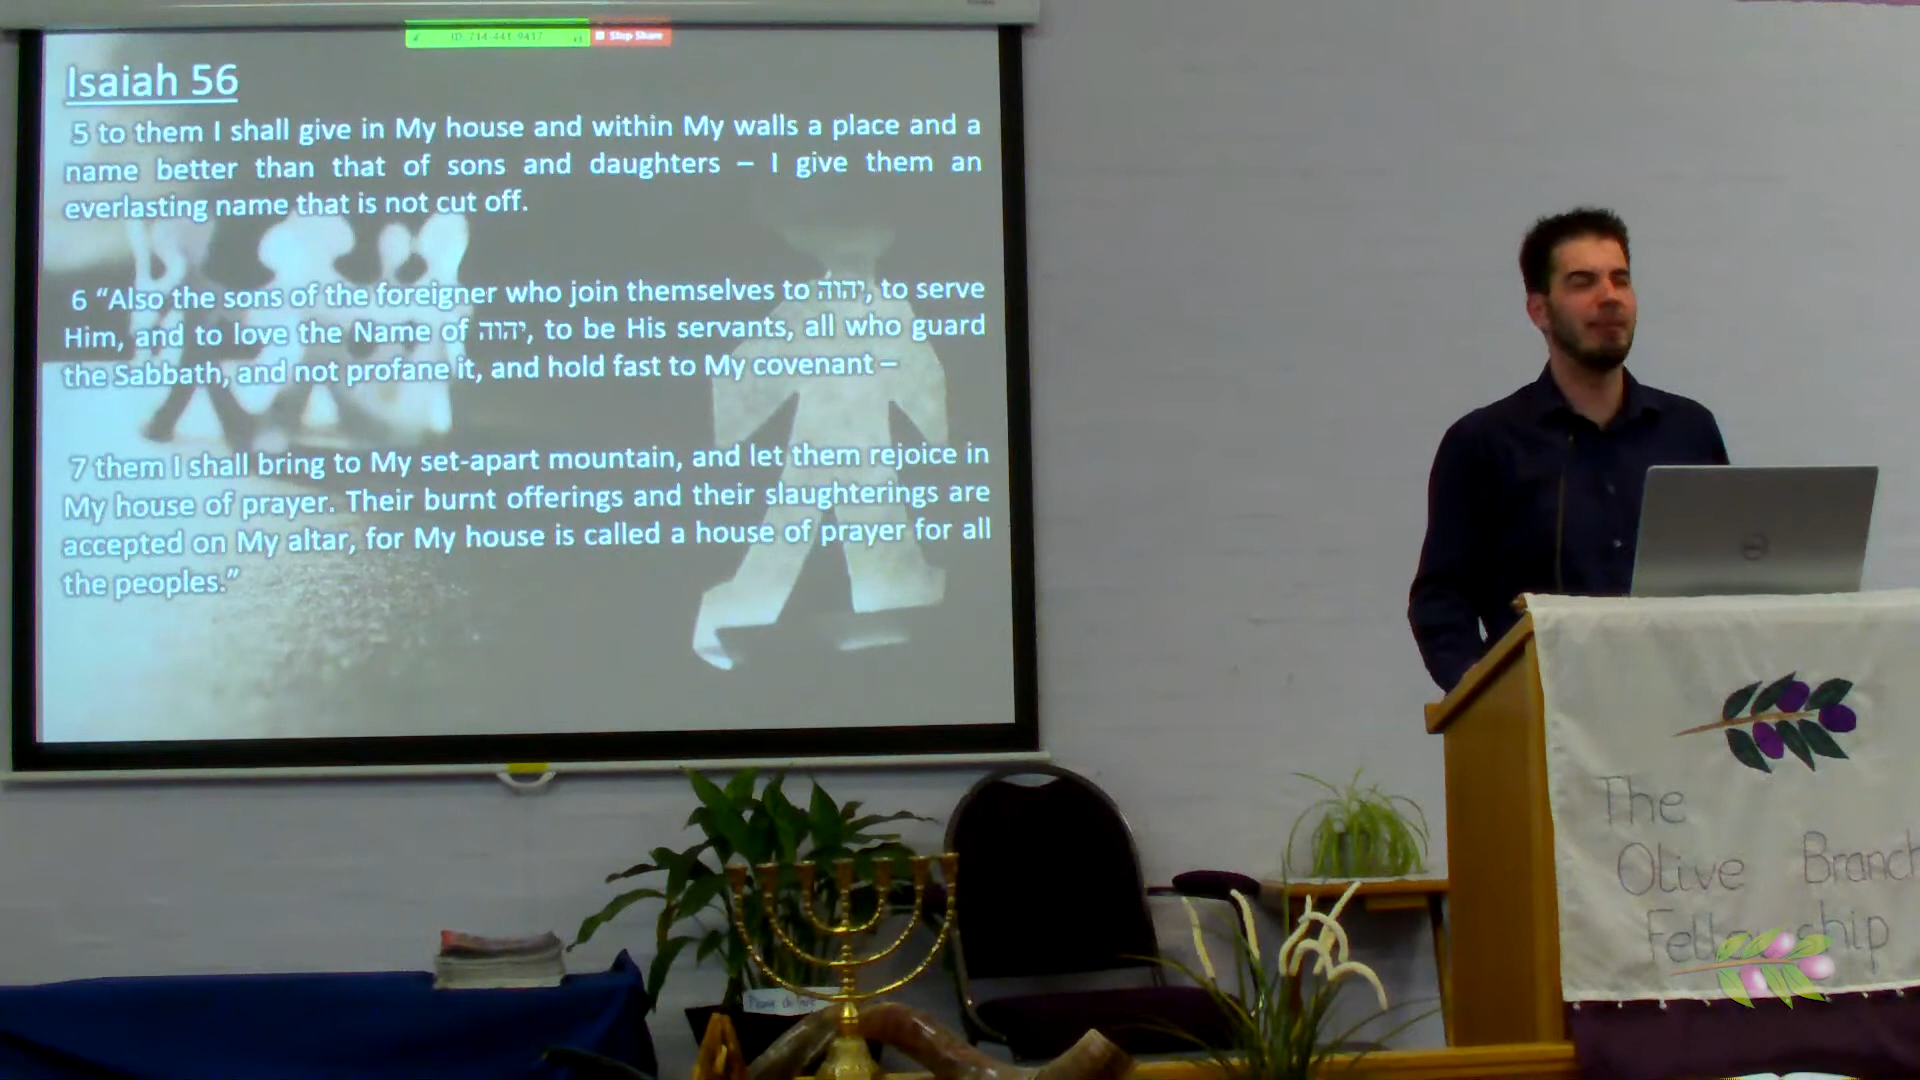 ID: 714-441-9417
Stop Share
Isaiah 56
5 to them I shall give in My house and within My walls a place and a
name better than that of sons and daughters – I give them an
everlasting name that is not cut off.
6 “Also the sons of the foreigner who join themselves to יהוה, to serve
Him, and to love the Name of יהוה, to be His servants, all who guard
the Sabbath, and not profane it, and hold fast to My covenant –
7 them I shall bring to My set-apart mountain, and let them rejoice in
My house of prayer. Their burnt offerings and their slaughterings are
accepted on My altar, for My house is called a house of prayer for all
the peoples.”
The
Olive Branch
Fellowship
Please